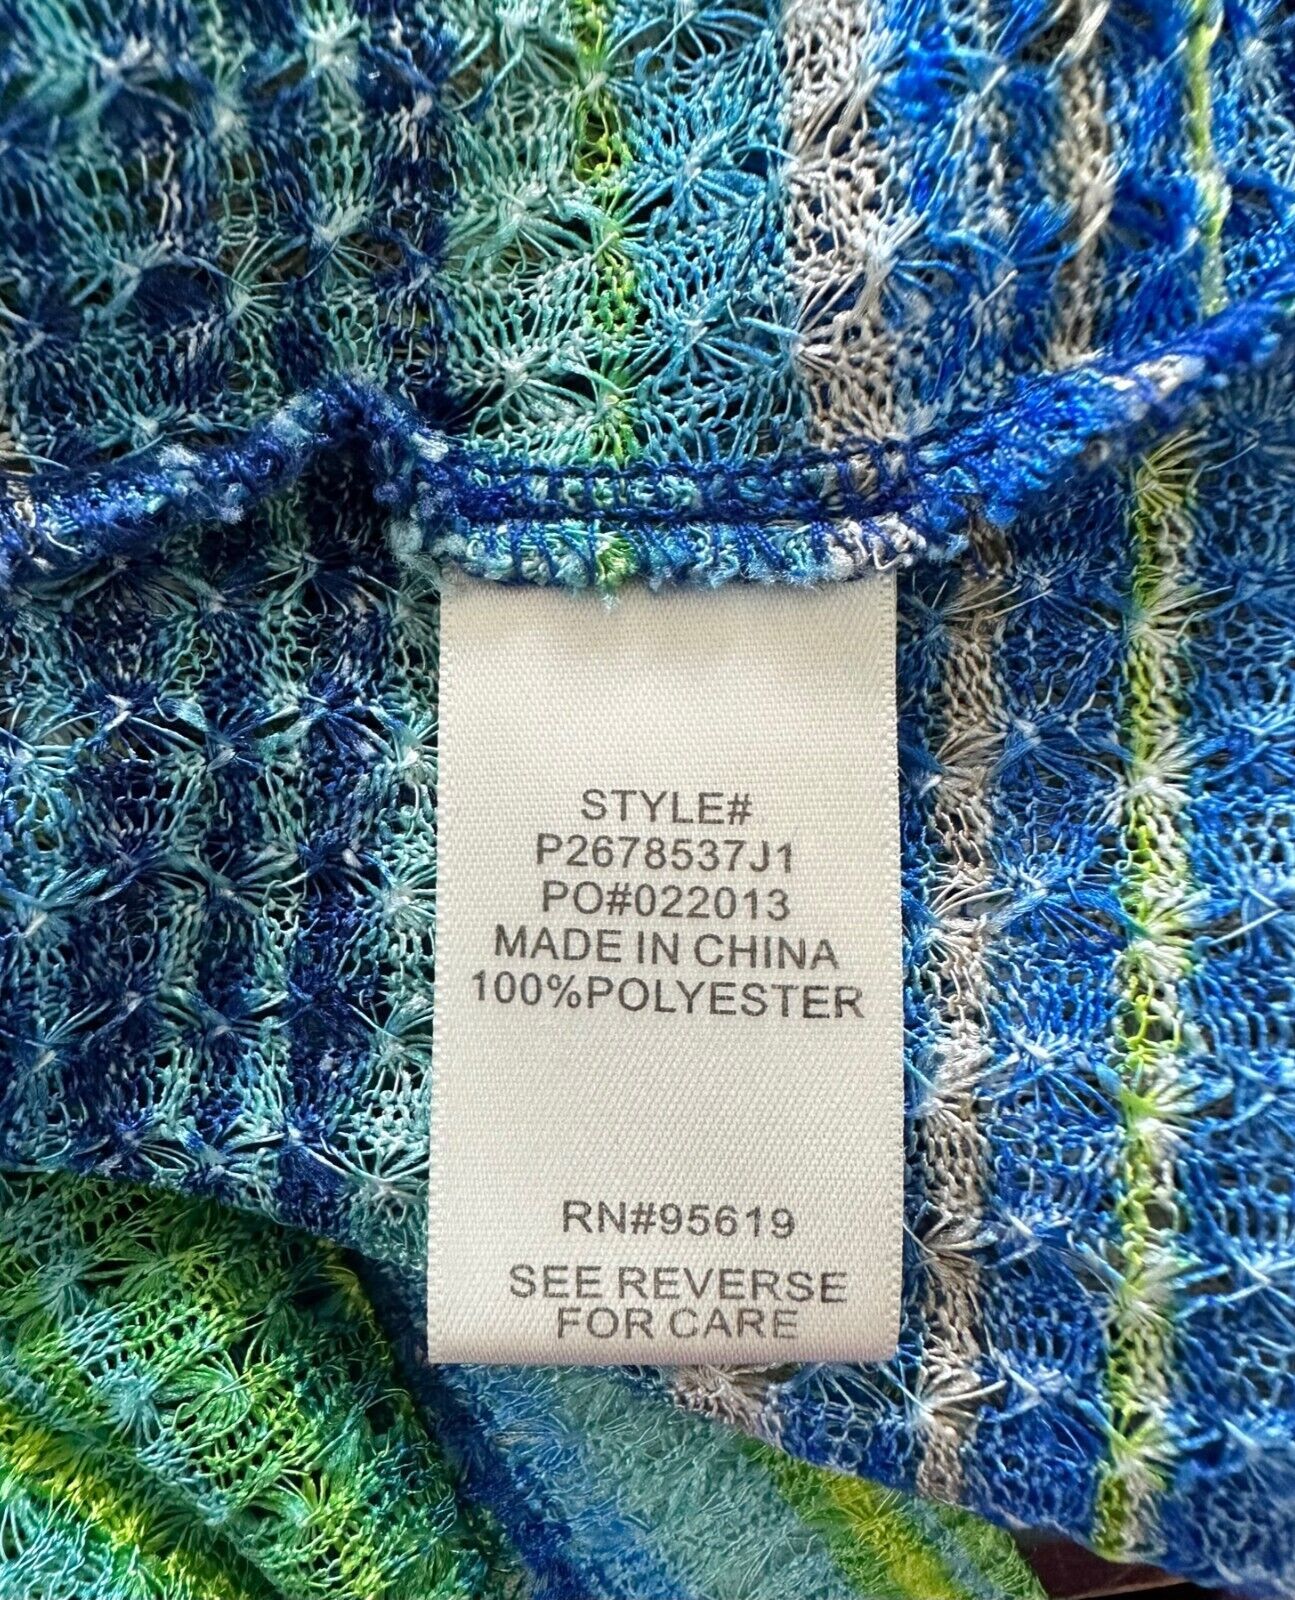 STYLE#
P2678537J1
PO#022013
MADE IN CHINA
100%POLYESTER
RN#95619
SEE REVERSE
FOR CARE